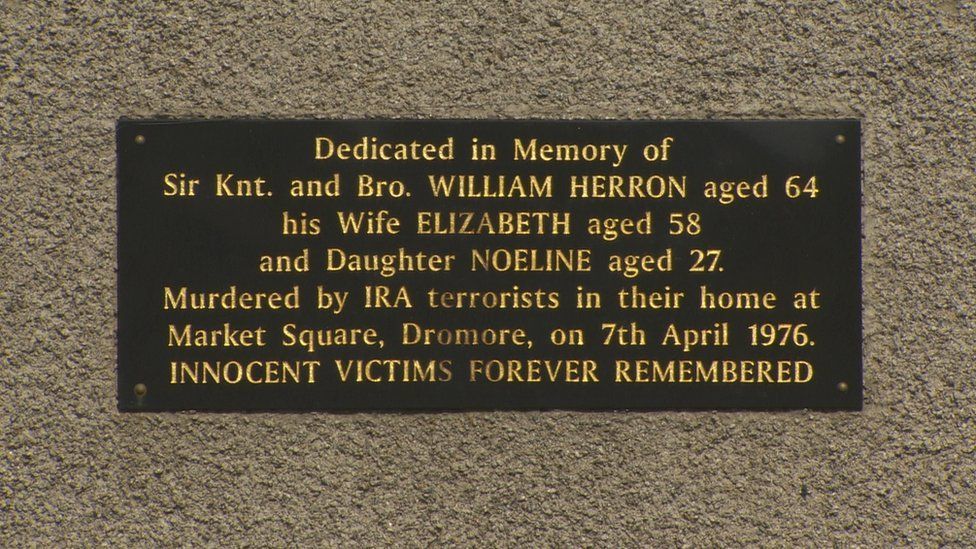 Dedicated in Memory of
Sir Knt. and Bro. WILLIAM HERRON aged 64
his Wife ELIZABETH aged 58
and Daughter NOELINE aged 27.
Murdered by IRA terrorists in their home at
Market Square, Dromore, on 7th April 1976.
INNOCENT VICTIMS FOREVER REMEMBERED